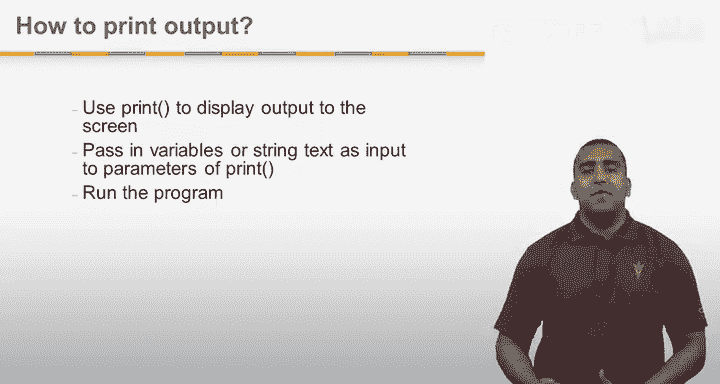 How to print output?
- Use print() to display output to the
screen
- Pass in variables or string text as input
to parameters of print()
- Run the program